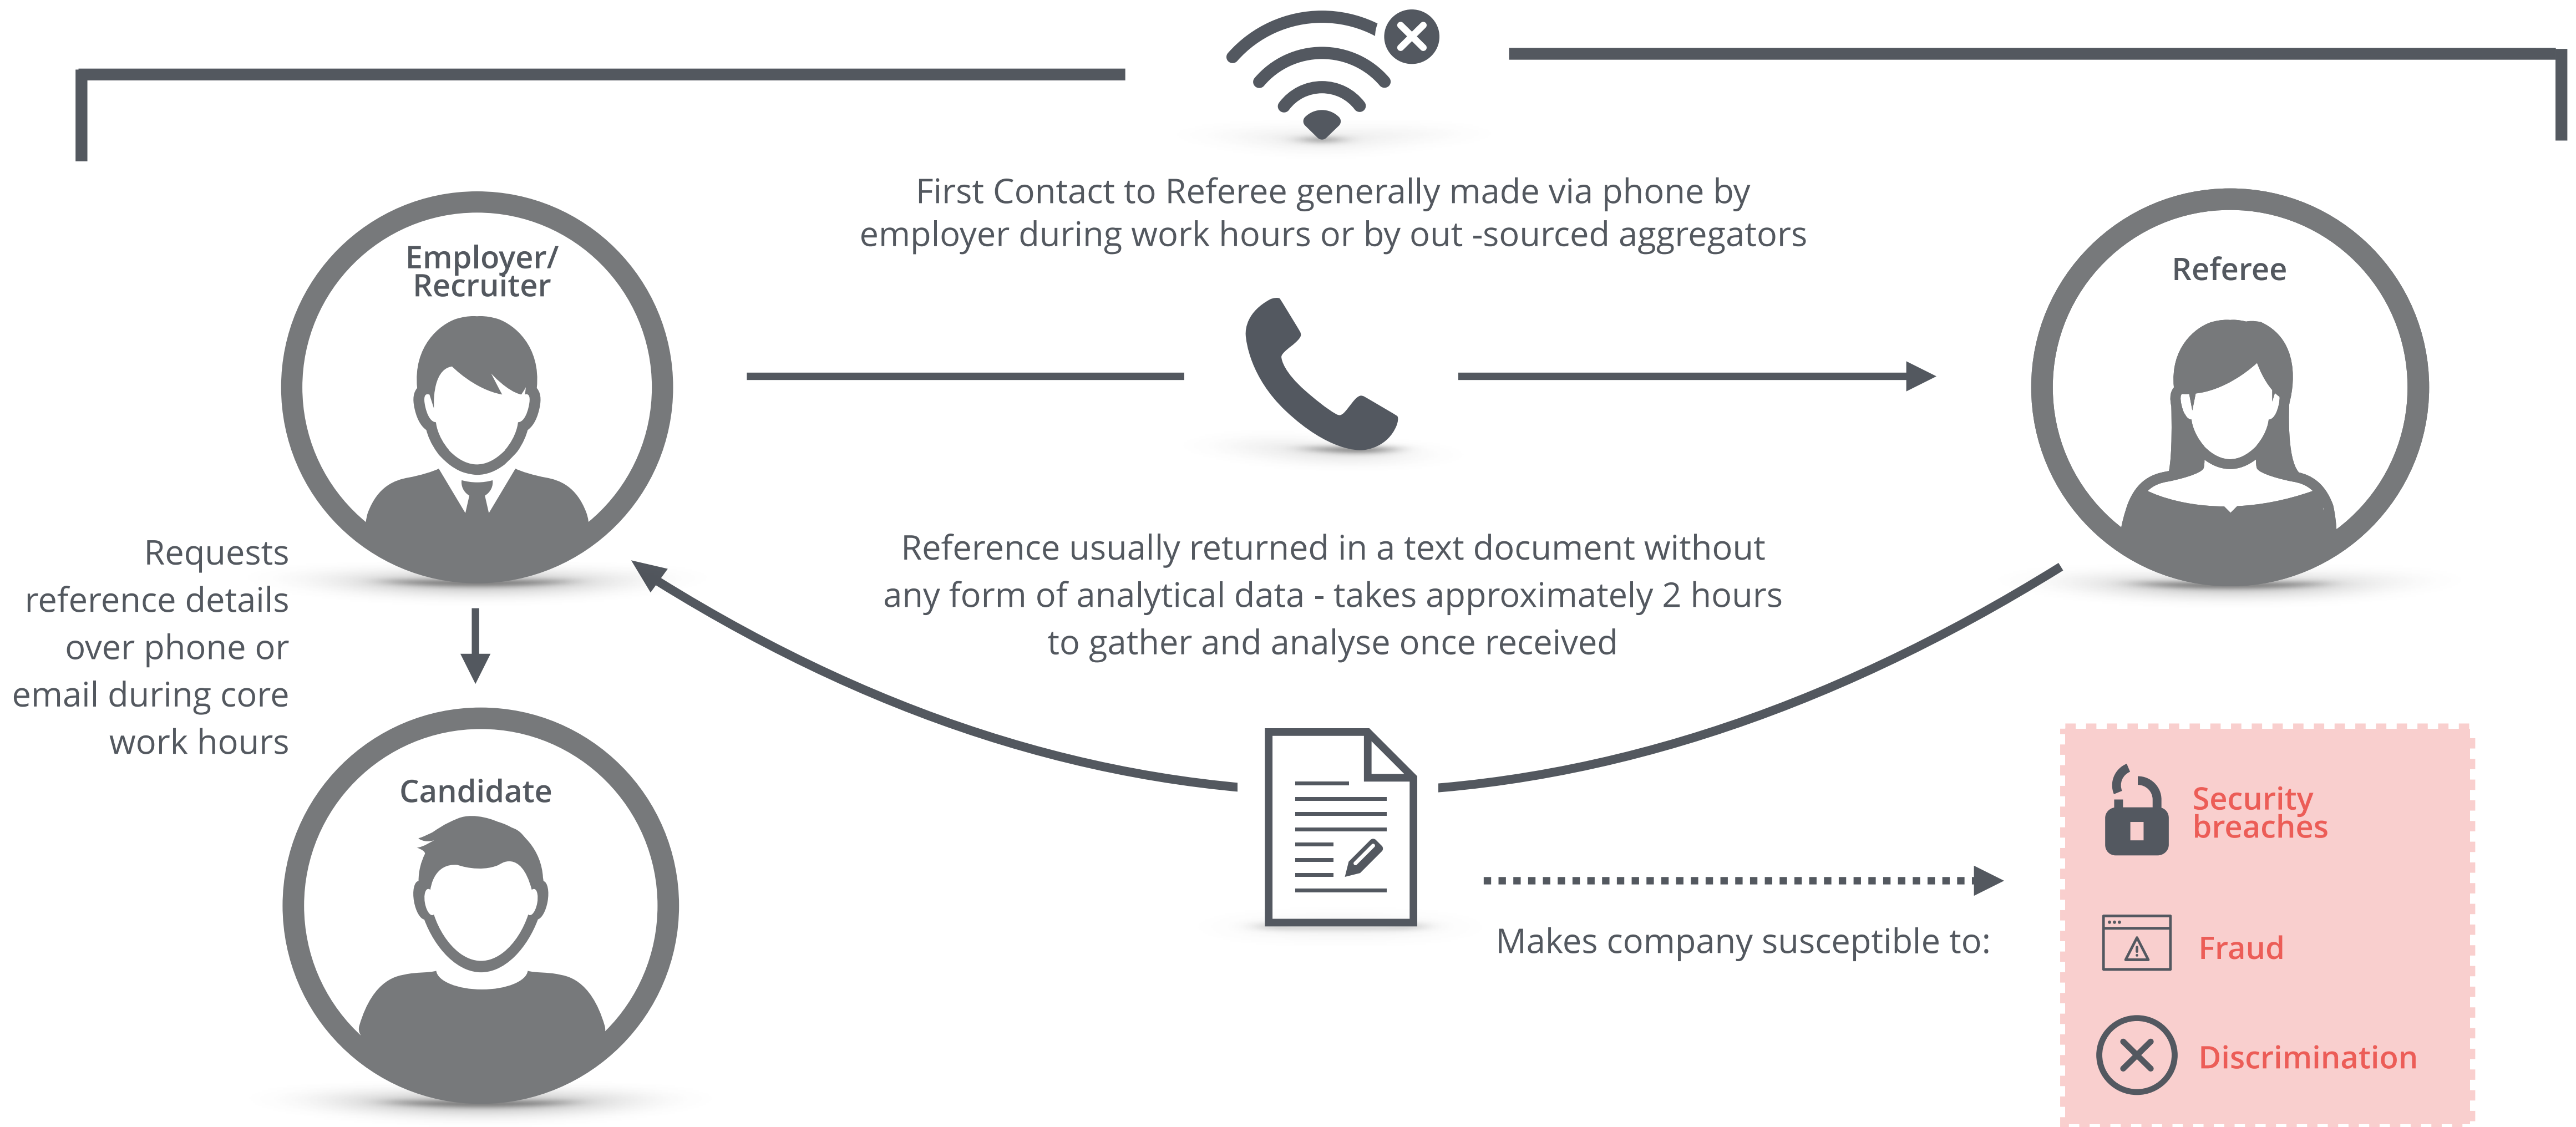 First Contact to Referee generally made via phone by
employer during work hours or by out -sourced aggregators
Employer/
Recruiter
Referee
Requests
reference details
over phone or
email during core
work hours
Reference usually returned in a text document without
any form of analytical data - takes approximately 2 hours
to gather and analyse once received
Candidate
Makes company susceptible to:
Security
breaches
Fraud
Discrimination